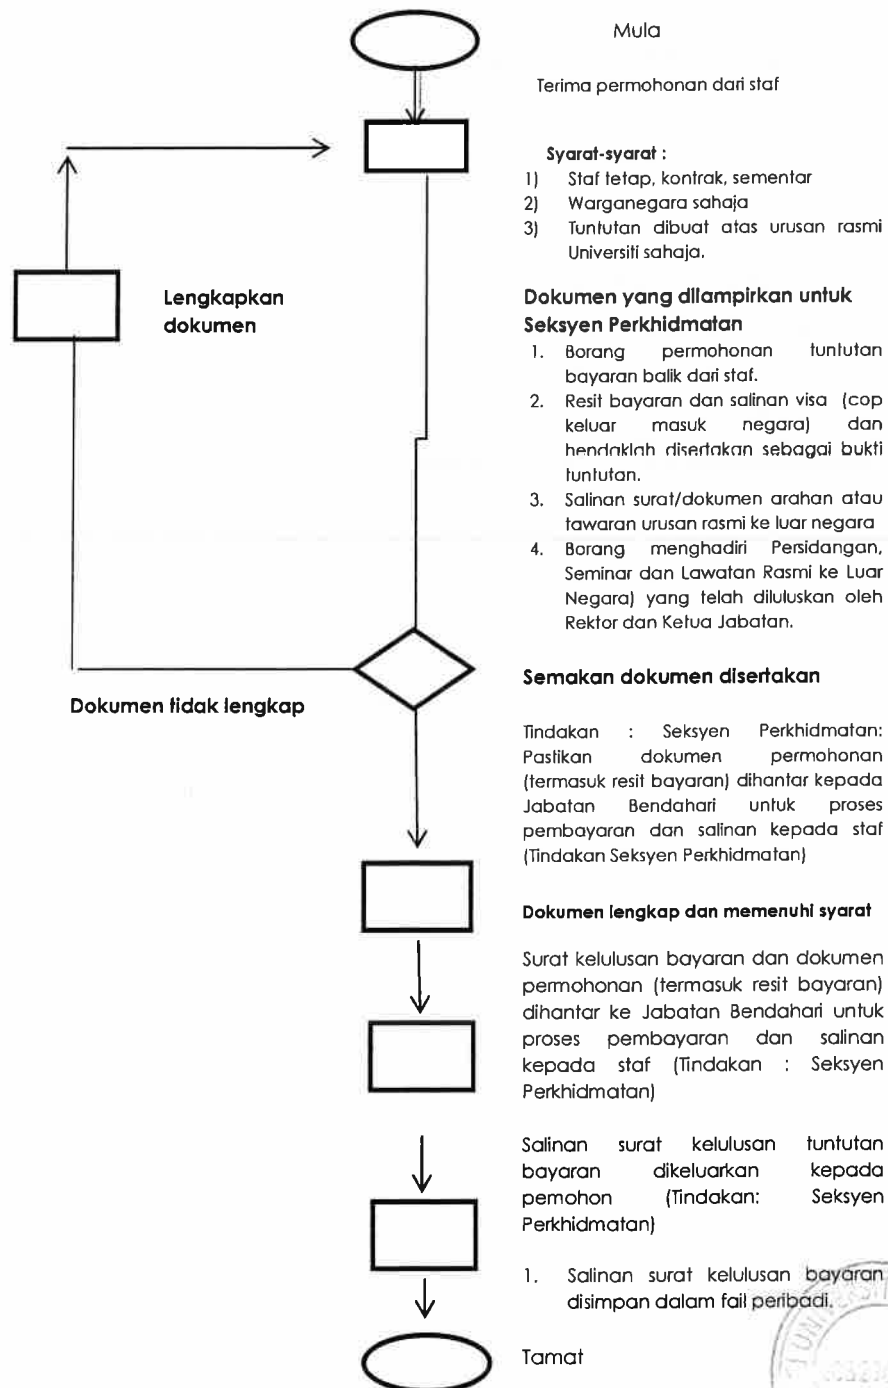 Mula
Terima permohonan dari staf
Syarat-syarat :
1) Staf tetap, kontrak, sementar
2) Warganegara sahaja
3) Tuntutan dibuat atas urusan rasmi
Universiti sahaja.
Lengkapkan
dokumen
Dokumen yang dilampirkan untuk
Seksyen Perkhidmatan
1. Borang permohonan tuntutan
bayaran balik dari staf.
2. Resit bayaran dan salinan visa (cop
keluar masuk negara) dan
hendaklah disertakan sebagai bukti
tuntutan.
3. Salinan surat/dokumen arahan atau
tawaran urusan rasmi ke luar negara
4. Borang menghadiri Persidangan,
Seminar dan Lawatan Rasmi ke Luar
Negara) yang telah diluluskan oleh
Rektor dan Ketua Jabatan.
Semakan dokumen disertakan
Dokumen tidak lengkap
Tindakan : Seksyen Perkhidmatan:
Pastikan dokumen permohonan
(termasuk resit bayaran) dihantar kepada
Jabatan Bendahari untuk proses
pembayaran dan salinan kepada staf
(Tindakan Seksyen Perkhidmatan)
Dokumen lengkap dan memenuhi syarat
Surat kelulusan bayaran dan dokumen
permohonan (termasuk resit bayaran)
dihantar ke Jabatan Bendahari untuk
proses pembayaran dan salinan
kepada staf (Tindakan : Seksyen
Perkhidmatan)
Salinan surat kelulusan tuntutan
bayaran dikeluarkan kepada
pemohon (Tindakan: Seksyen
Perkhidmatan)
1. Salinan surat kelulusan bayaran
disimpan dalam fail peribadi.
Tamat